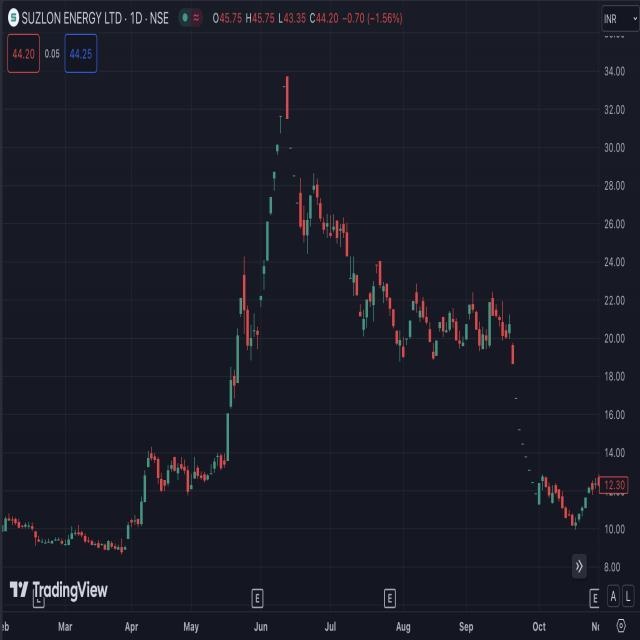 SUZLON ENERGY LTD · 1D · NSE
O45.75 H45.75 L43.35 C44.20 −0.70 (−1.56%)
INR
44.20 0.05 44.25
34.00
32.00
30.00
28.00
26.00
24.00
22.00
20.00
18.00
16.00
14.00
12.30
10.00
8.00
TradingView
E E E
A L
eb Mar Apr May Jun Jul Aug Sep Oct No